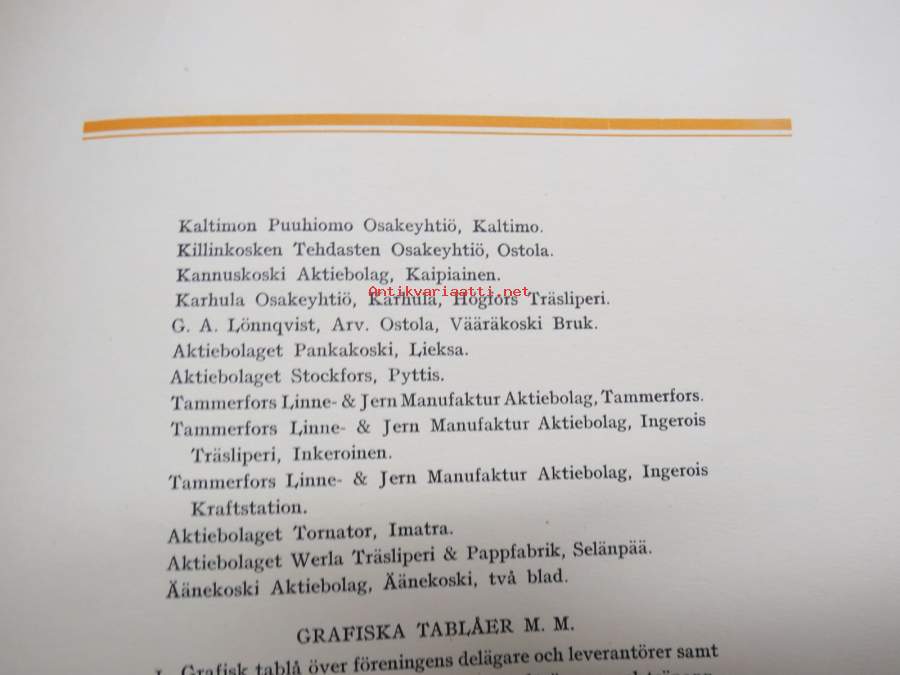 Kaltimon Puuhiomo Osakeyhtiö, Kaltimo.
Killinkosken Tehdasten Osakeyhtiö, Ostola.
Kannuskoski Aktiebolag, Kaipiainen.
Antikvariaatti.net
Karhula Osakeyhtiö, Karhula, Högfors Träsliperi.
G. A. Lönnqvist, Arv. Ostola, Vääräkoski Bruk.
Aktiebolaget Pankakoski, Lieksa.
Aktiebolaget Stockfors, Pyttis.
Tammerfors Linne- & Jern Manufaktur Aktiebolag, Tammerfors.
Tammerfors Linne- & Jern Manufaktur Aktiebolag, Ingerois
Träsliperi, Inkeroinen.
Tammerfors Linne- & Jern Manufaktur Aktiebolag, Ingerois
Kraftstation.
Aktiebolaget Tornator, Imatra.
Aktiebolaget Werla Träsliperi & Pappfabrik, Selänpää.
Äänekoski Aktiebolag, Äänekoski, två blad.
GRAFISKA TABLÅER M. M.
Grafisk tablå över föreningens delägare och leverantörer samt